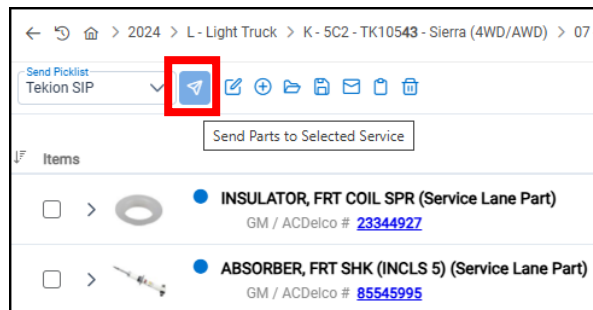 > 2024 > L - Light Truck > K - 5C2 - TK10543 - Sierra (4WD/AWD) > 07
Send Picklist
Tekion SIP
Send Parts to Selected Service
Items
INSULATOR, FRT COIL SPR (Service Lane Part)
GM / ACDelco # 23344927
ABSORBER, FRT SHK (INCLS 5) (Service Lane Part)
GM / ACDelco # 85545995